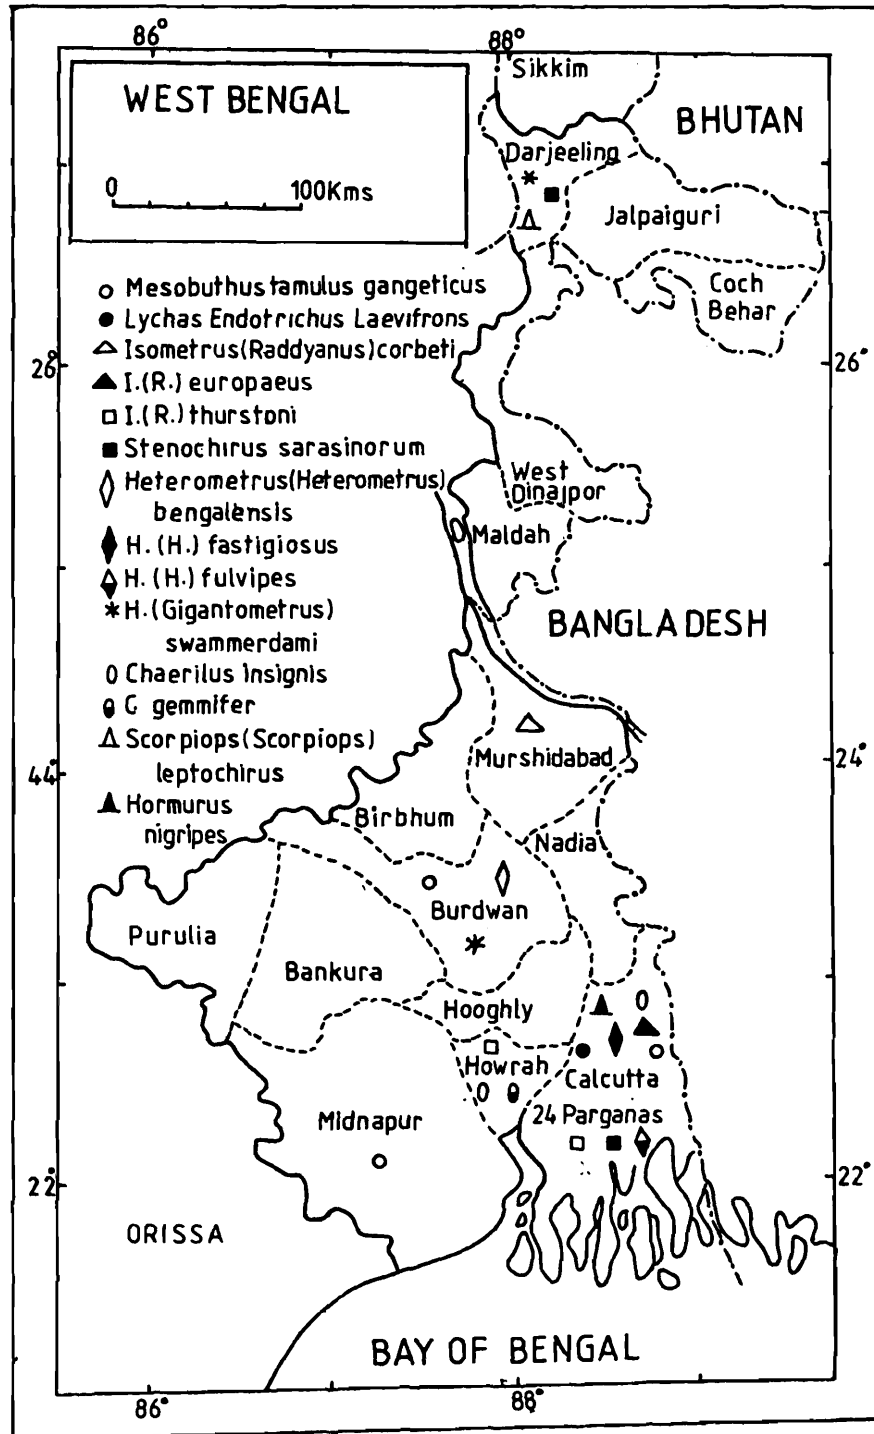 86°
88°
Sikkim
WEST BENGAL
BHUTAN
Darjeeling
0 100Kms
Jalpaiguri
Coch
Behar
Mesobuthus tamulus gangeticus
Lychas Endotrichus Laevifrons
Isometrus(Raddyanus)corbeti
I.(R.) europaeus
I.(R.) thurstoni
Stenochirus sarasinorum
Heterometrus(Heterometrus)
bengalensis
H. (H.) fastigiosus
H. (H.) fulvipes
H.(Gigantometrus)
swammerdami
Chaerilus insignis
C gemmifer
Scorpiops(Scorpiops)
leptochirus
Hormurus
nigripes
26°
26°
West
Dinajpor
Maldah
BANGLADESH
44°
24°
Murshidabad
Birbhum
Nadia
Burdwan
Purulia
Bankura
Hooghly
Howrah
Calcutta
24 Parganas
Midnapur
22°
22°
ORISSA
BAY OF BENGAL
86°
88°